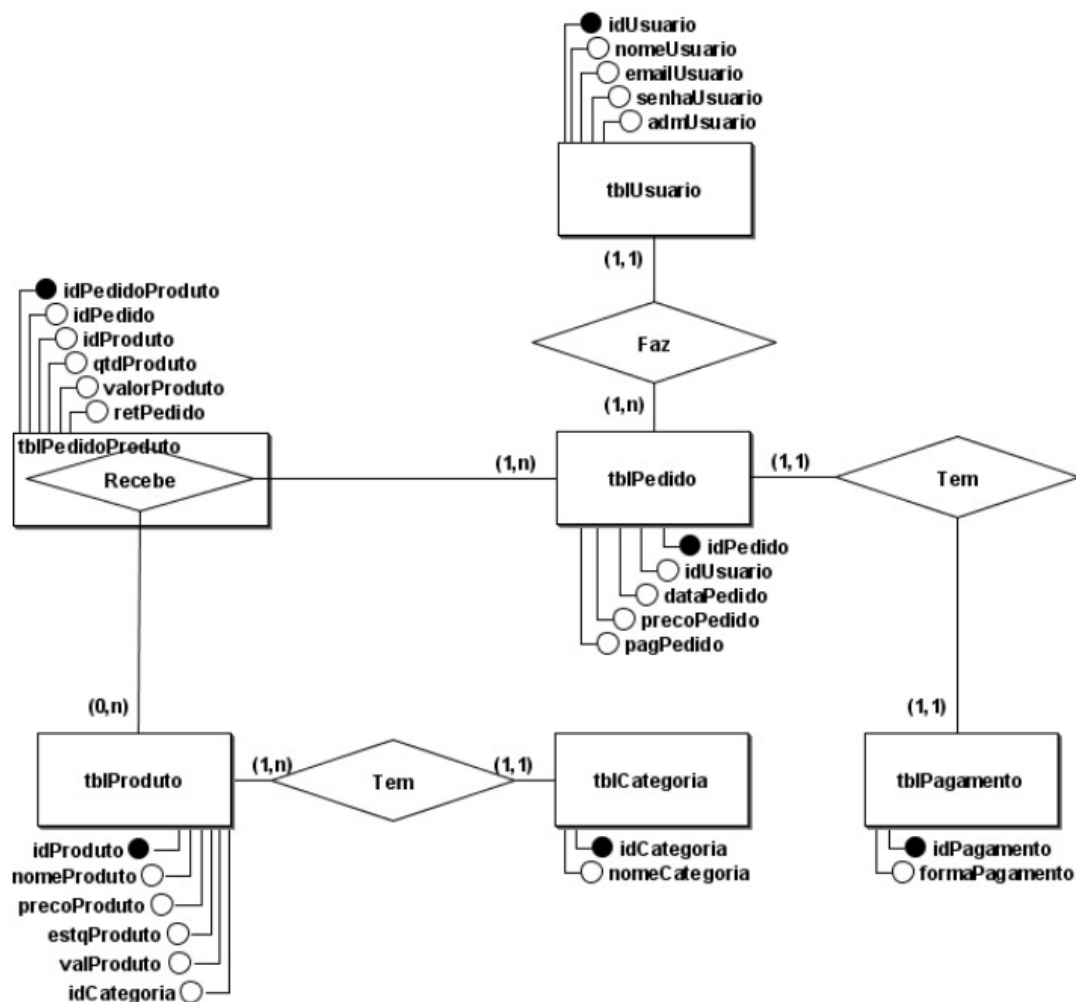 idUsuario
nomeUsuario
emailUsuario
senhaUsuario
admUsuario
tblUsuario
(1,1)
Faz
(1,n)
idPedidoProduto
idPedido
idProduto
qtdProduto
valorProduto
retPedido
tblPedidoProduto
Recebe
(1,n)
tblPedido
(1,1)
Tem
idPedido
idUsuario
dataPedido
precoPedido
pagPedido
(0,n)
(1,1)
tblProduto
(1,n)
Tem
(1,1)
tblCategoria
tblPagamento
idProduto
nomeProduto
precoProduto
estqProduto
valProduto
idCategoria
idCategoria
nomeCategoria
idPagamento
formaPagamento